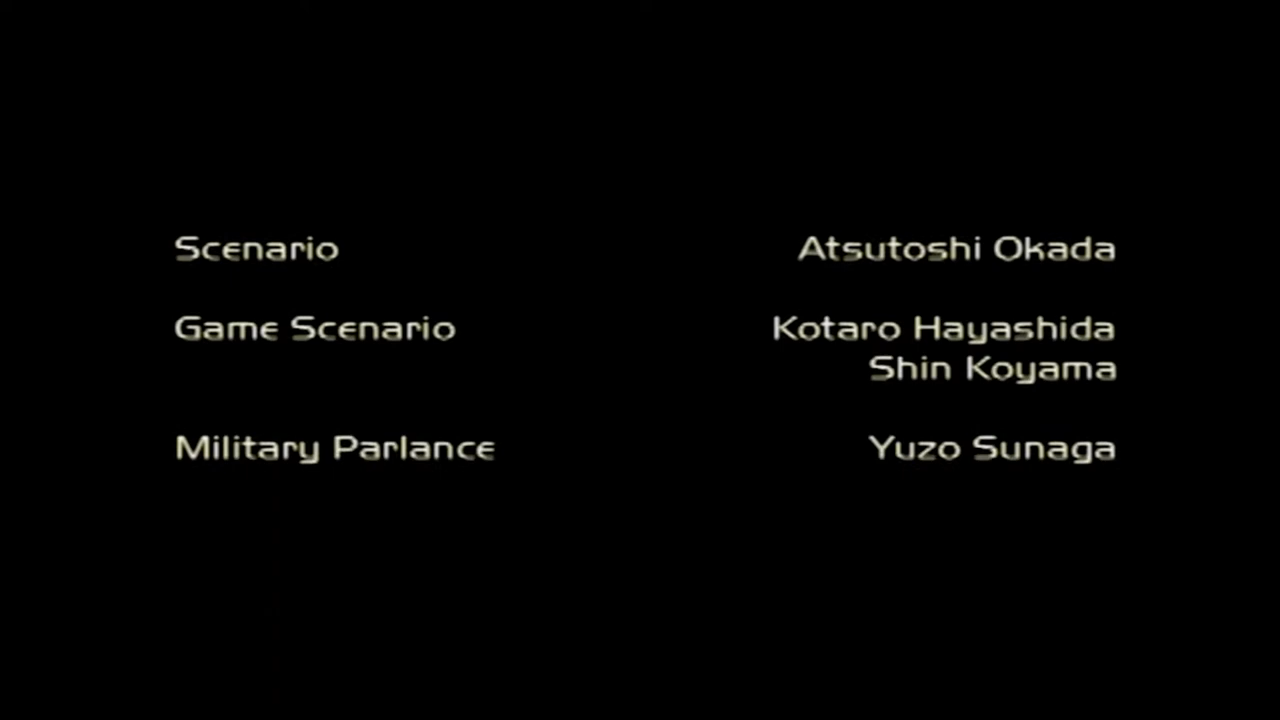 Scenario Atsutoshi Okada
Game Scenario Kotaro Hayashida
Shin Koyama
Military Parlance Yuzo Sunaga